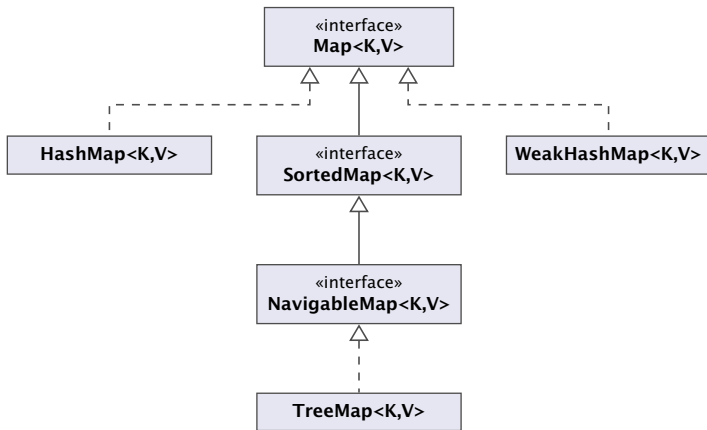 «interface»
Map<K,V>
HashMap<K,V>
«interface»
SortedMap<K,V>
WeakHashMap<K,V>
«interface»
NavigableMap<K,V>
TreeMap<K,V>